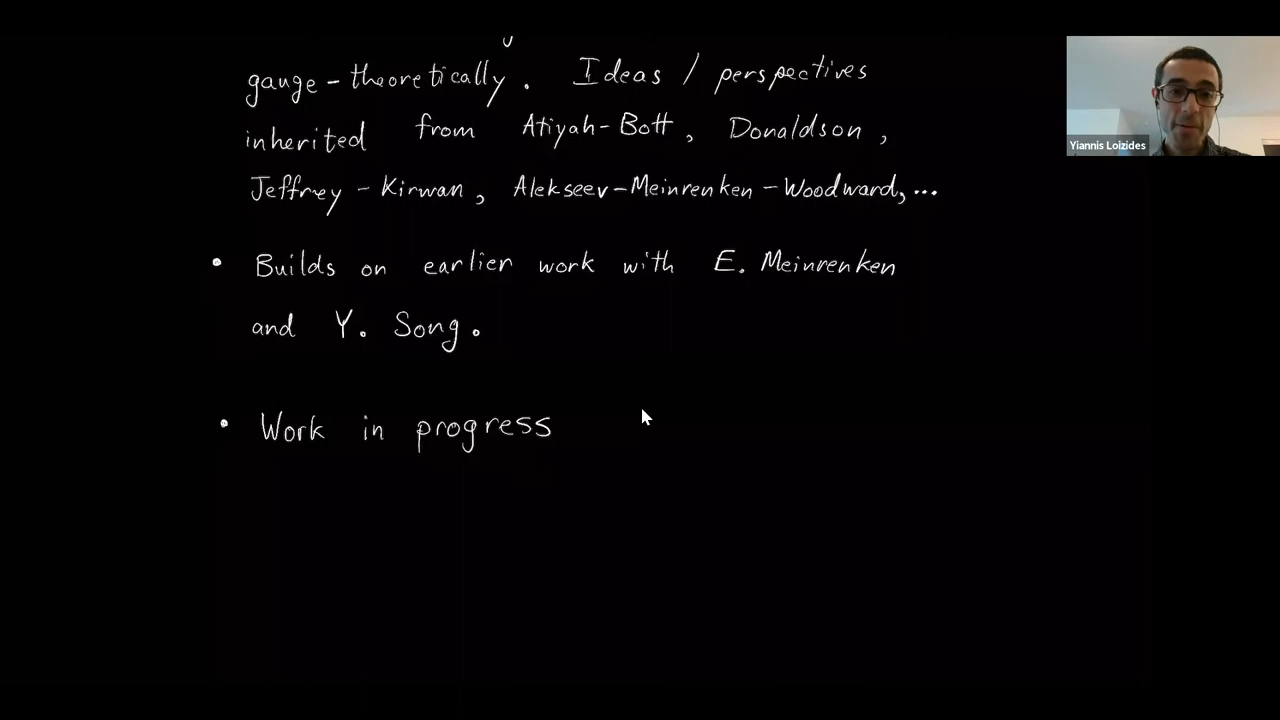 gauge-theoretically. Ideas / perspectives
inherited from Atiyah-Bott, Donaldson,
Jeffrey-Kirwan, Alekseev-Meinrenken-Woodward,...
• Builds on earlier work with E. Meinrenken
and Y. Song.
• Work in progress
Yiannis Loizides